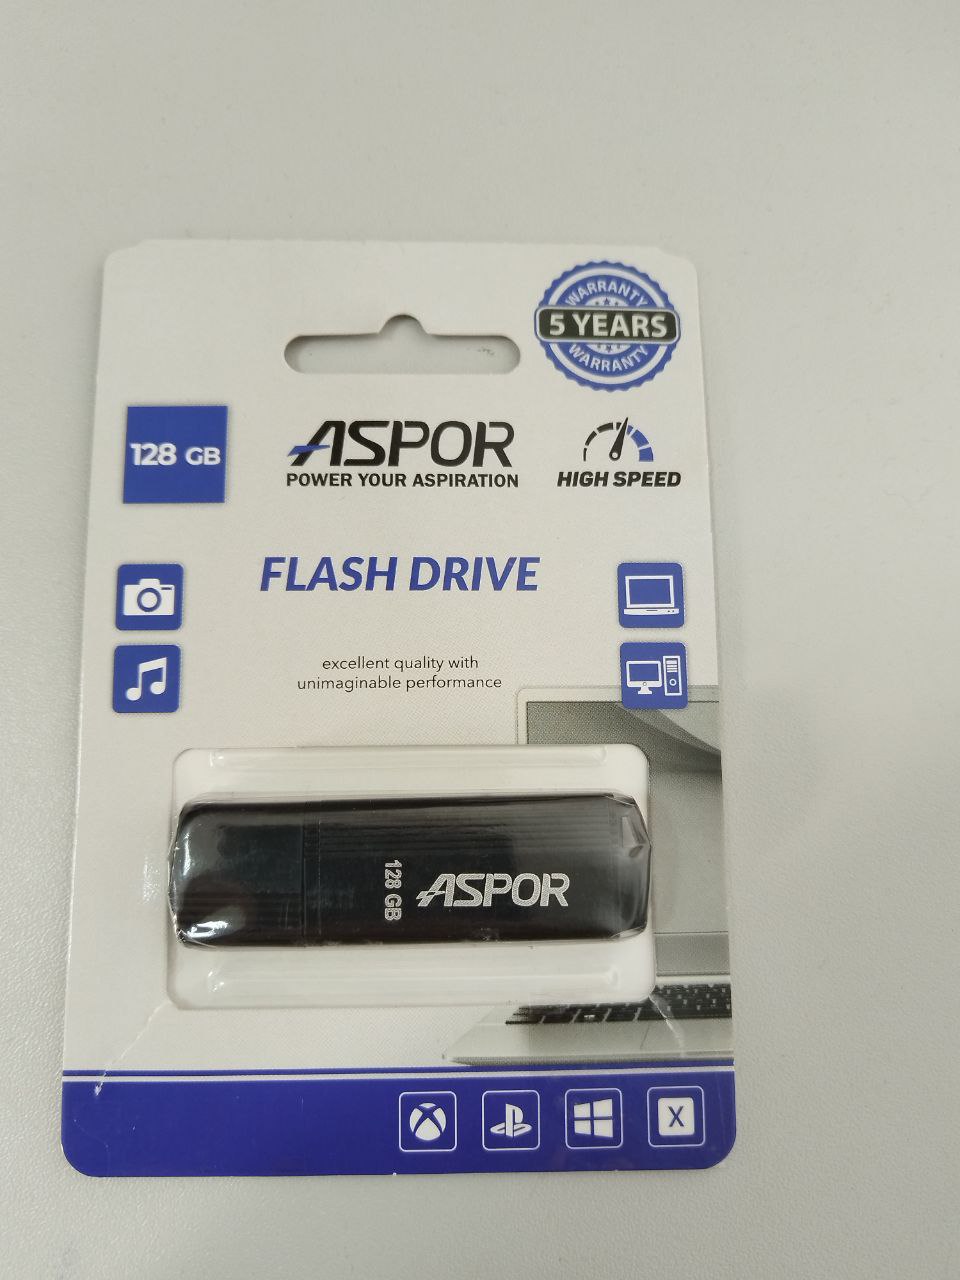 WARRANTY
5 YEARS
WARRANTY
128 GB
ASPOR
POWER YOUR ASPIRATION
HIGH SPEED
FLASH DRIVE
excellent quality with
unimaginable performance
128 GB
ASPOR
X